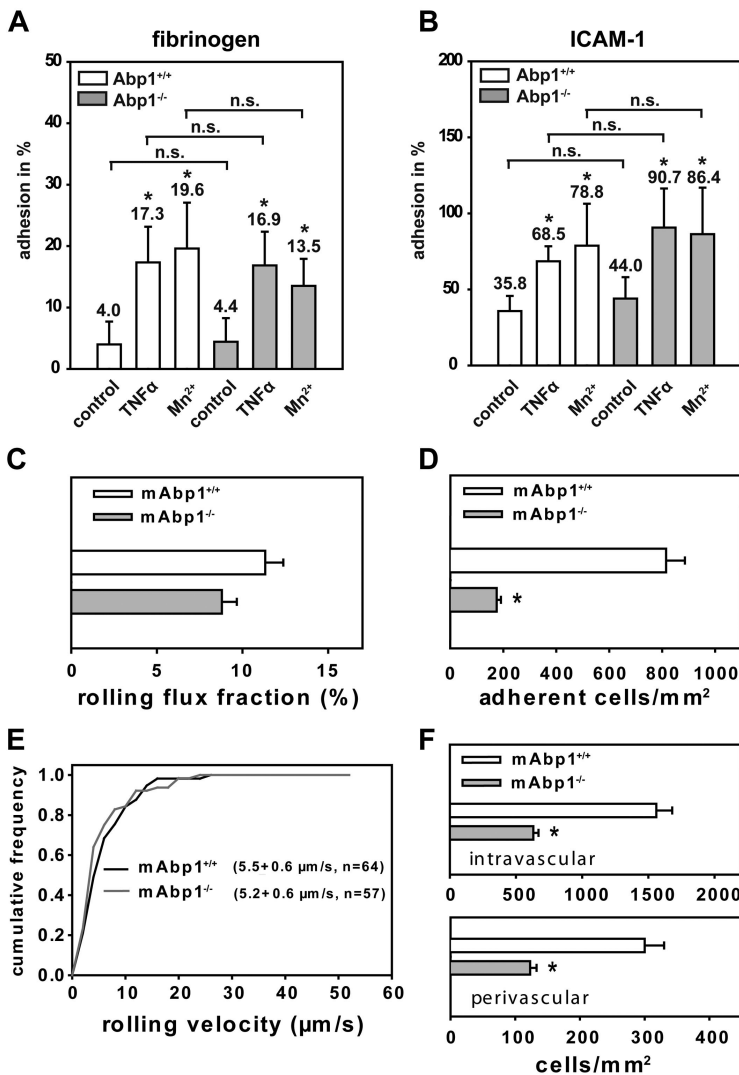 A
fibrinogen
50
40
30
20
10
0
adhesion in %
Abp1+/+
Abp1-/-
n.s.
n.s.
n.s.
*
17.3
*
19.6
*
16.9
*
13.5
4.0
4.4
control
TNFα
Mn2+
control
TNFα
Mn2+
B
ICAM-1
200
150
100
50
0
adhesion in %
Abp1+/+
Abp1-/-
n.s.
n.s.
n.s.
35.8
*
68.5
*
78.8
44.0
*
90.7
*
86.4
control
TNFα
Mn2+
control
TNFα
Mn2+
C
mAbp1+/+
mAbp1-/-
0 5 10 15
rolling flux fraction (%)
D
mAbp1+/+
mAbp1-/-
*
0 200 400 600 800 1000
adherent cells/mm2
E
1.0
0.8
0.6
0.4
0.2
0.0
cumulative frequency
mAbp1+/+ (5.5+0.6 µm/s, n=64)
mAbp1-/- (5.2+0.6 µm/s, n=57)
0 10 20 30 40 50 60
rolling velocity (µm/s)
F
mAbp1+/+
mAbp1-/-
*
intravascular
0 500 1000 1500 2000
*
perivascular
0 100 200 300 400
cells/mm2